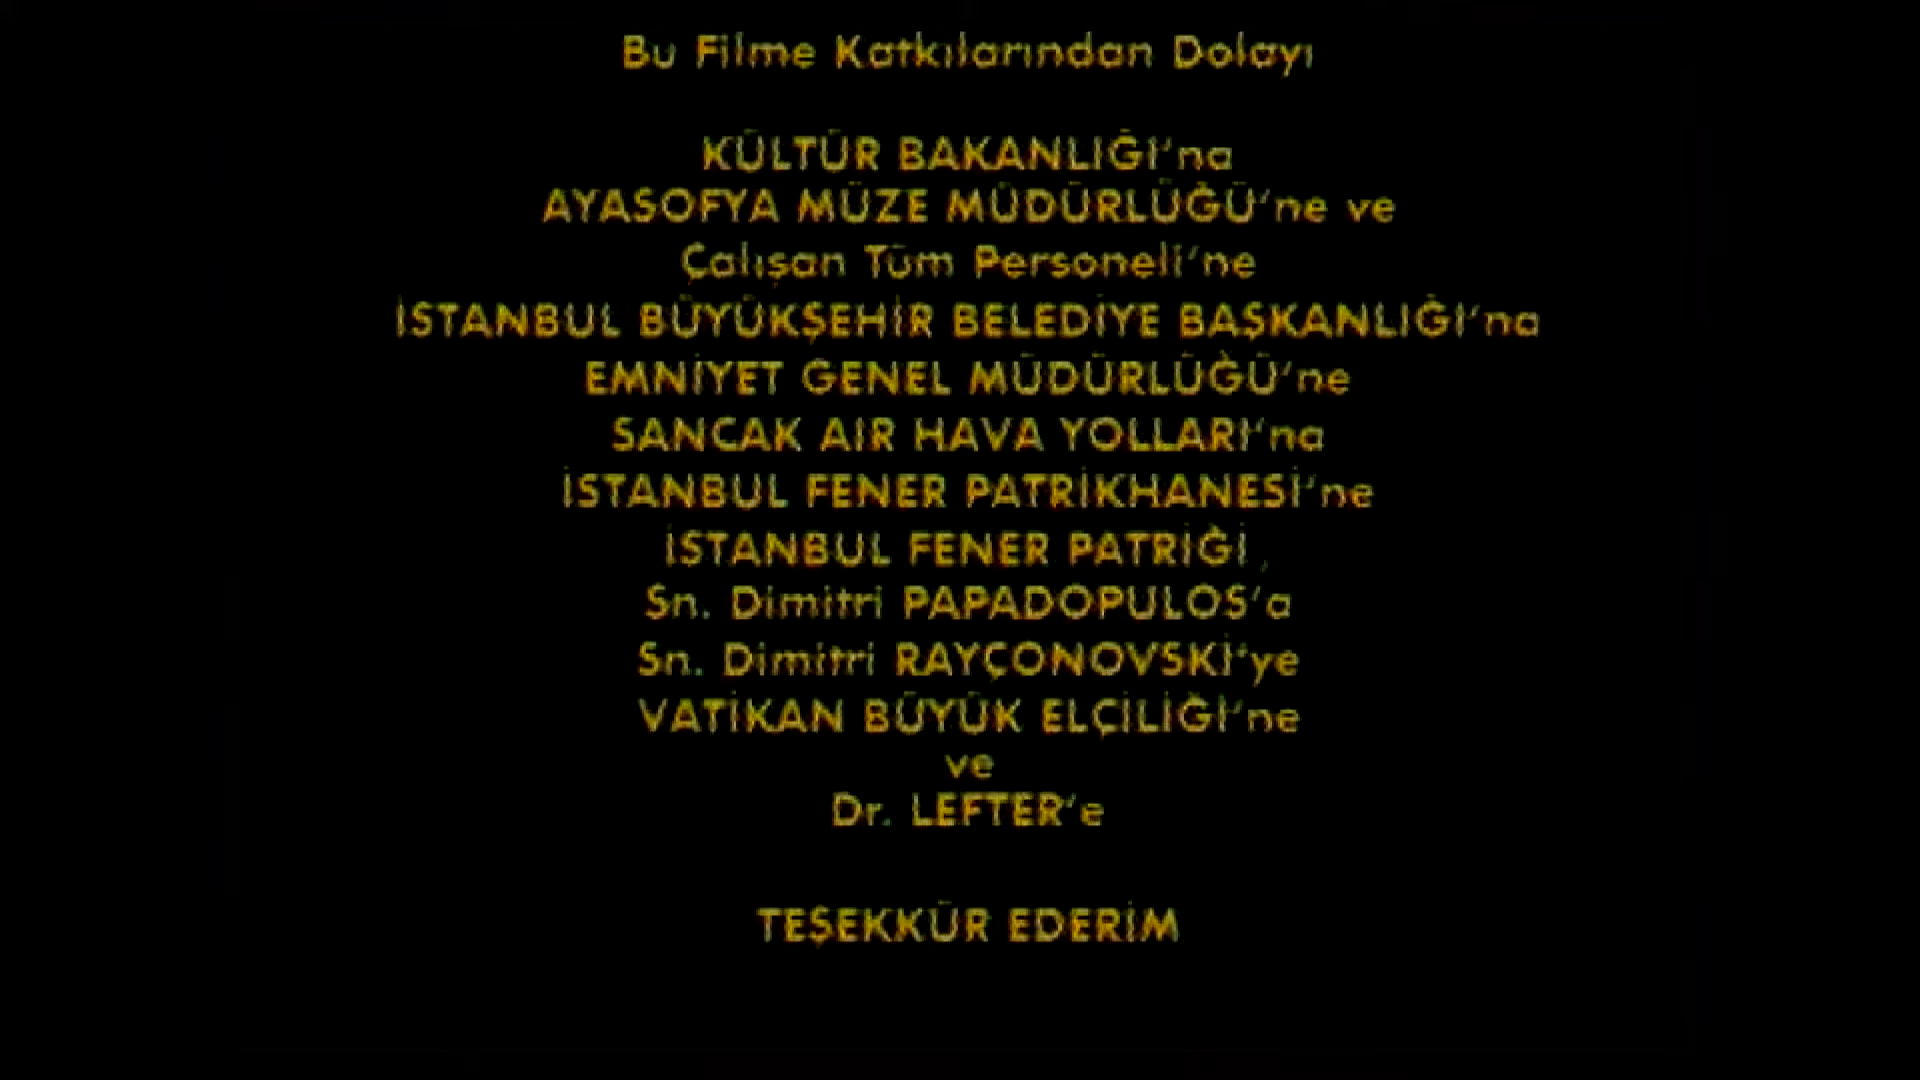 Bu Filme Katkılarından Dolayı
KÜLTÜR BAKANLIĞI'na
AYASOFYA MÜZE MÜDÜRLÜĞÜ'ne ve
Çalışan Tüm Personeli'ne
İSTANBUL BÜYÜKŞEHİR BELEDİYE BAŞKANLIĞI'na
EMNİYET GENEL MÜDÜRLÜĞÜ'ne
SANCAK AIR HAVA YOLLARI'na
İSTANBUL FENER PATRİKHANESİ'ne
İSTANBUL FENER PATRİĞİ,
Sn. Dimitri PAPADOPULOS'a
Sn. Dimitri RAYÇONOVSKİ'ye
VATİKAN BÜYÜK ELÇİLİĞİ'ne
ve
Dr. LEFTER'e
TEŞEKKÜR EDERİM